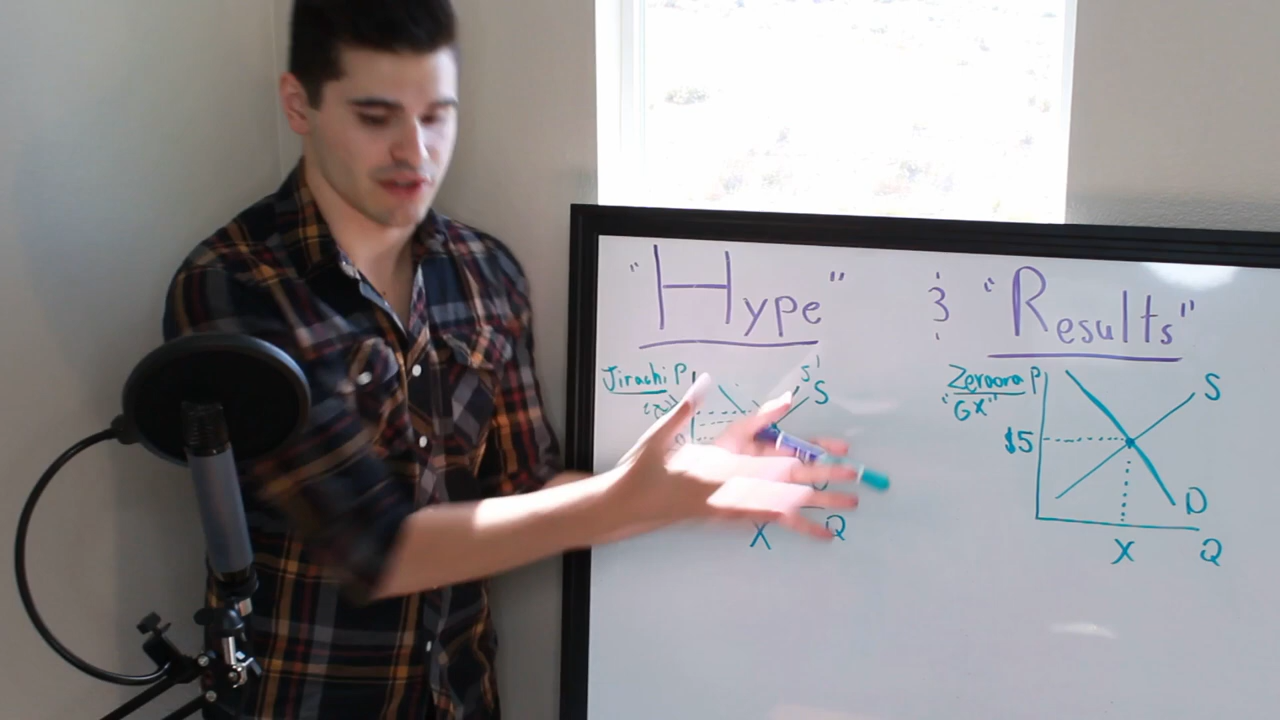 "Hype" & "Results"
Jirachi P
S'
S
X Q
Zeraora P
"GX"
S
$5
D
X Q